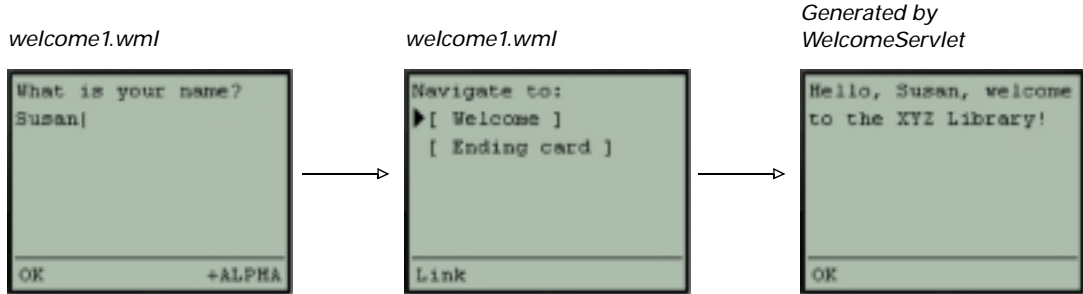 welcome1.wml
What is your name?
Susan|
OK +ALPHA
welcome1.wml
Navigate to:
[ Welcome ]
[ Ending card ]
Link
Generated by
WelcomeServlet
Hello, Susan, welcome
to the XYZ Library!
OK